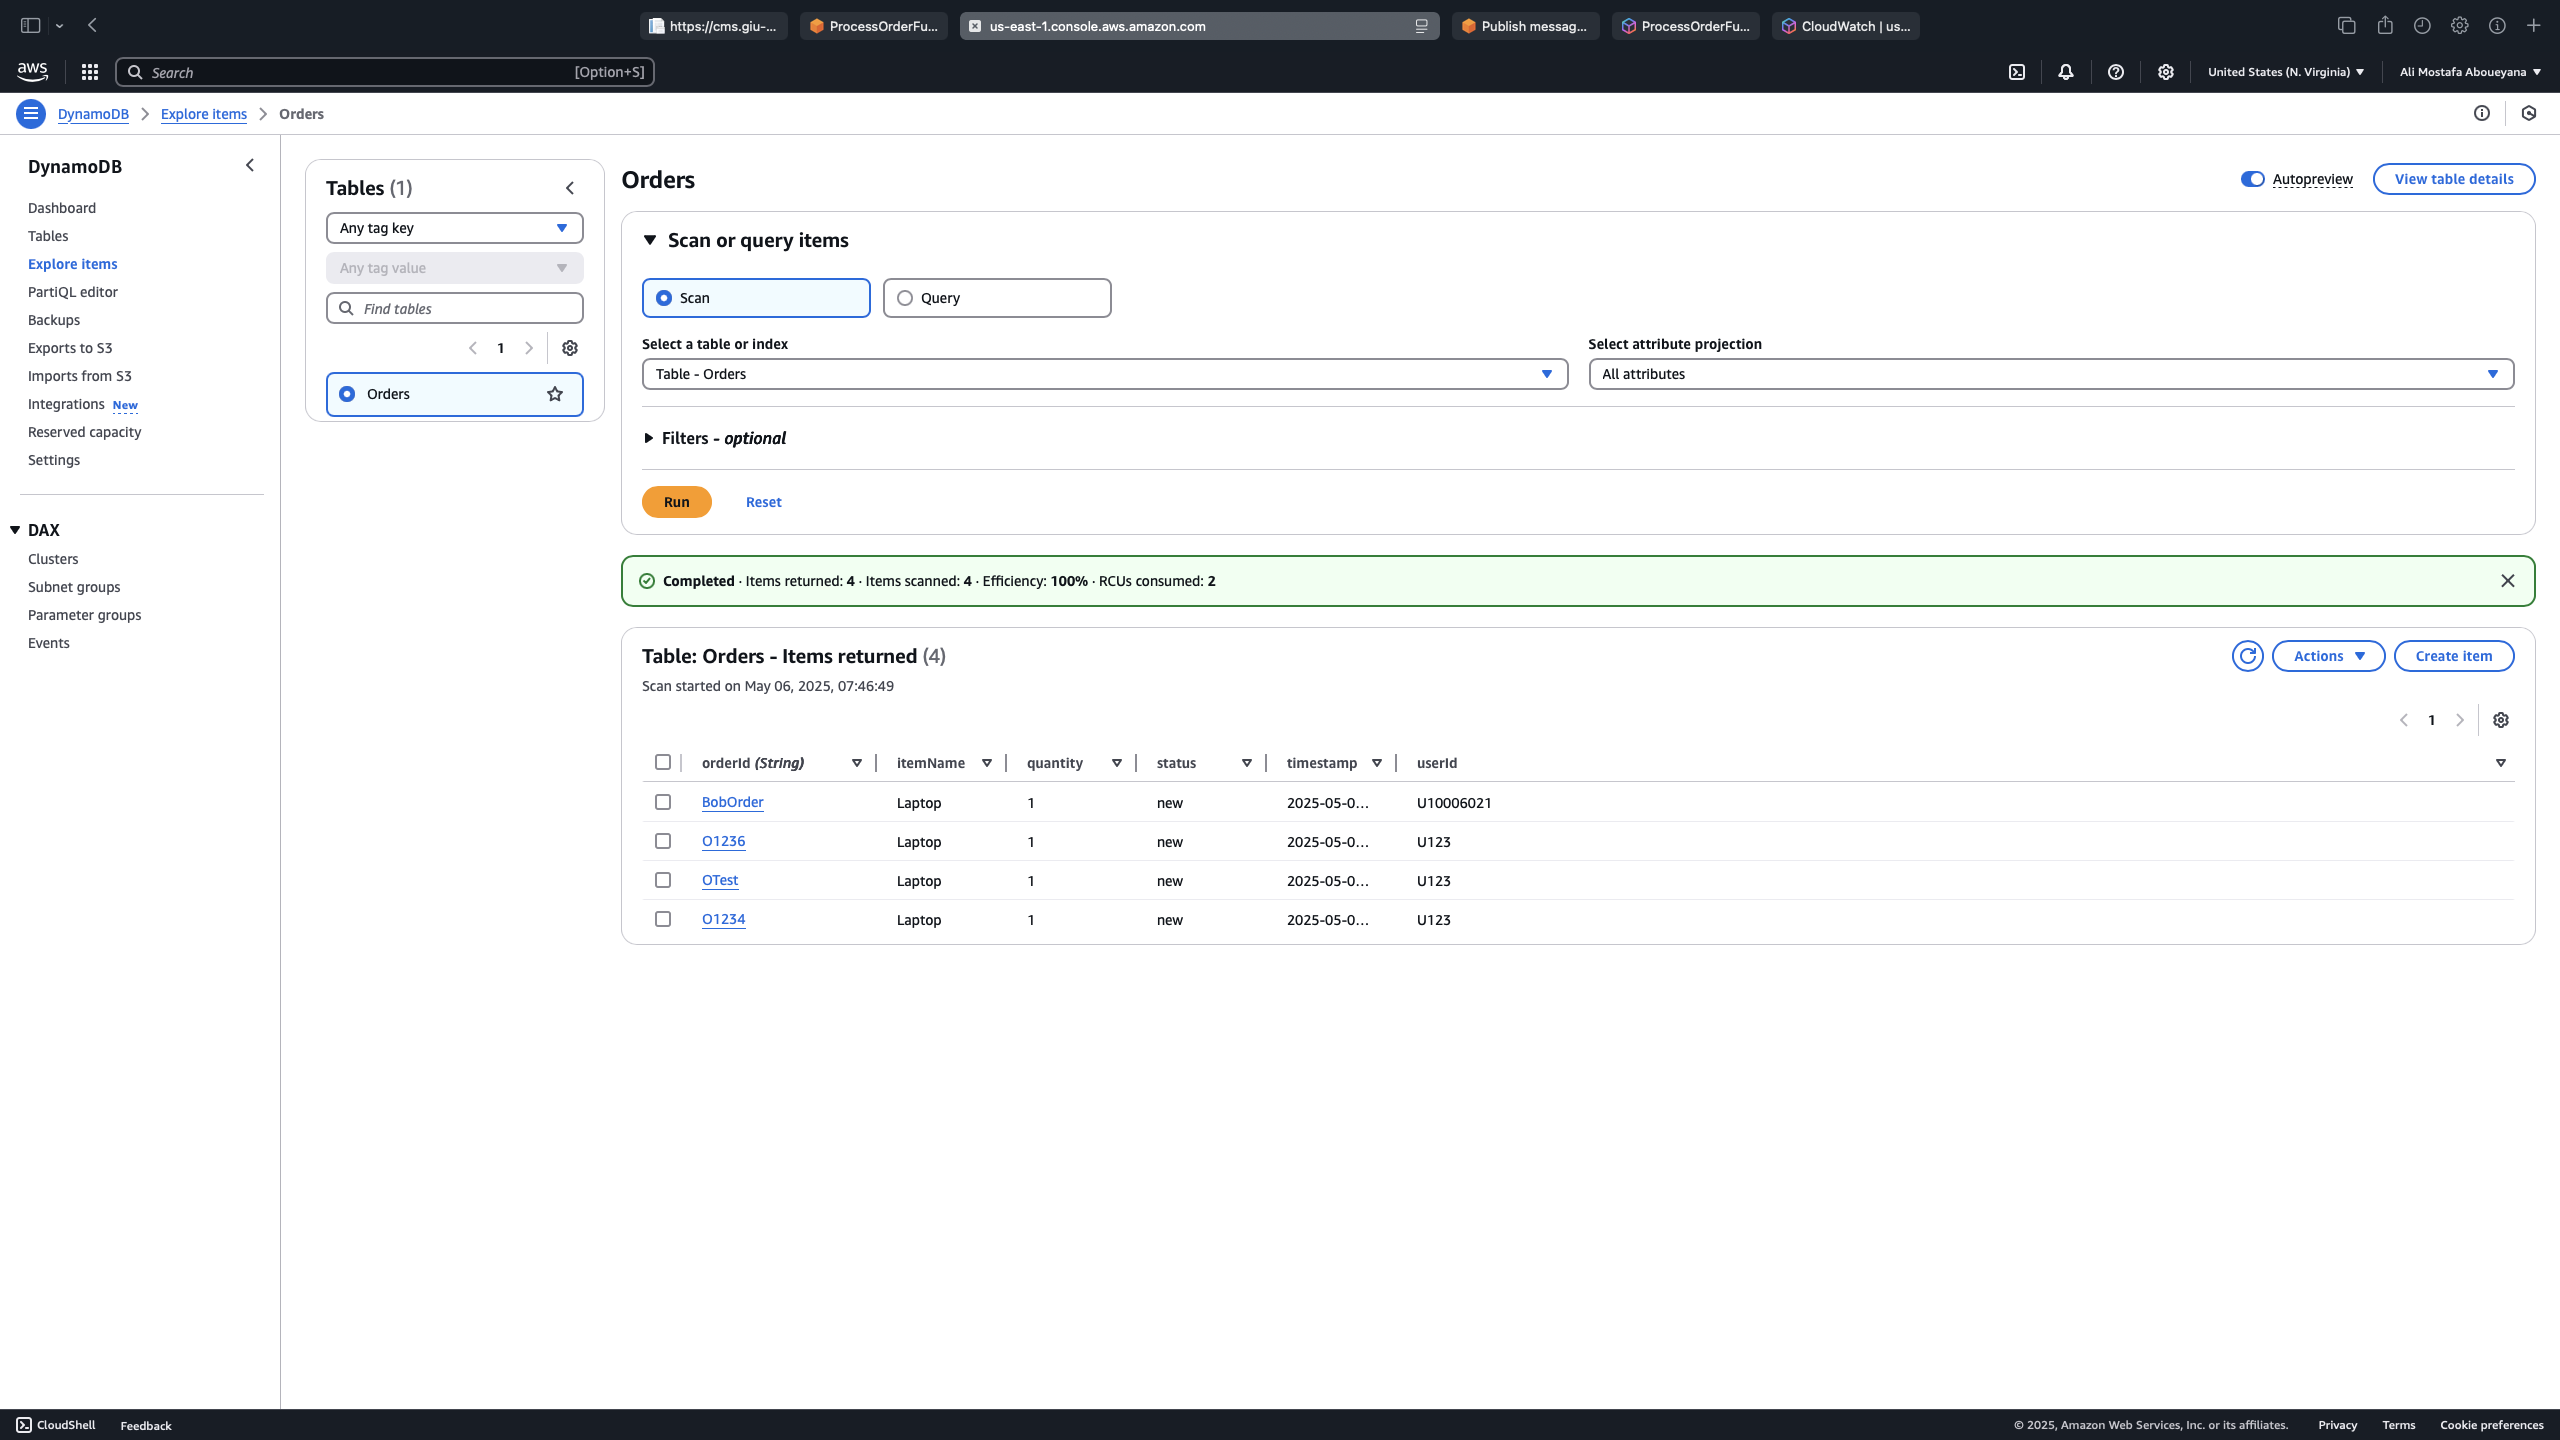 https://cms.giu-...
ProcessOrderFu...
us-east-1.console.aws.amazon.com
Publish messag...
ProcessOrderFu...
CloudWatch | us...
aws
Search
[Option+S]
United States (N. Virginia)
Ali Mostafa Aboueyana
DynamoDB
Explore items
Orders
DynamoDB
Dashboard
Tables
Explore items
PartiQL editor
Backups
Exports to S3
Imports from S3
Integrations New
Reserved capacity
Settings
DAX
Clusters
Subnet groups
Parameter groups
Events
Tables (1)
Any tag key
Any tag value
Find tables
1
Orders
Orders
Autopreview
View table details
Scan or query items
Scan
Query
Select a table or index
Table - Orders
Select attribute projection
All attributes
Filters - optional
Run
Reset
Completed · Items returned: 4 · Items scanned: 4 · Efficiency: 100% · RCUs consumed: 2
Table: Orders - Items returned (4)
Scan started on May 06, 2025, 07:46:49
Actions
Create item
1
orderId (String) itemName quantity status timestamp userId
BobOrder Laptop 1 new 2025-05-0... U10006021
O1236 Laptop 1 new 2025-05-0... U123
OTest Laptop 1 new 2025-05-0... U123
O1234 Laptop 1 new 2025-05-0... U123
CloudShell
Feedback
© 2025, Amazon Web Services, Inc. or its affiliates.
Privacy
Terms
Cookie preferences